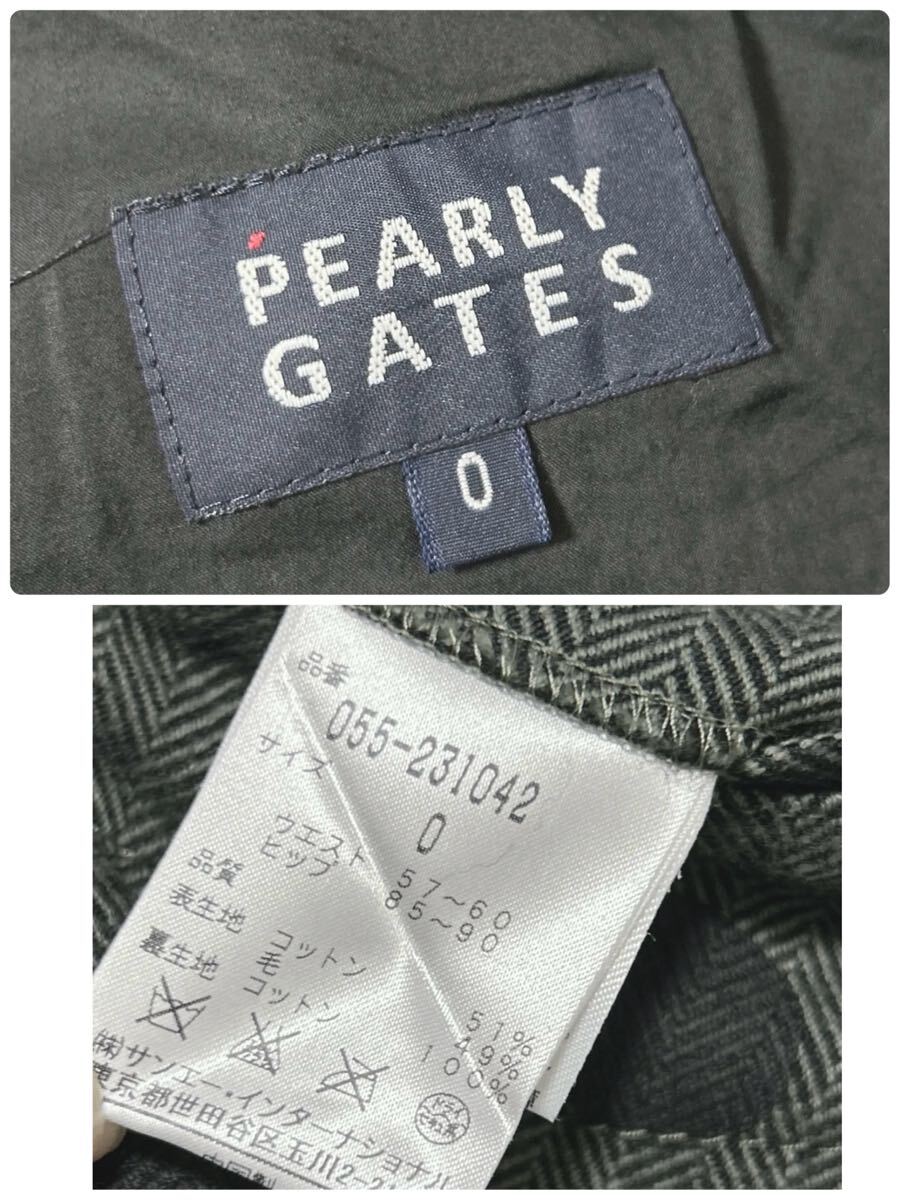 PEARLY
GATES
0
品番
055-231042
サイズ
0
ウエスト 57~60
ヒップ 85~90
品質
表生地 コットン 51%
毛 49%
裏生地 コットン 100%
(株)サンエー・インターナショナル
東京都世田谷区玉川2-2
中国製